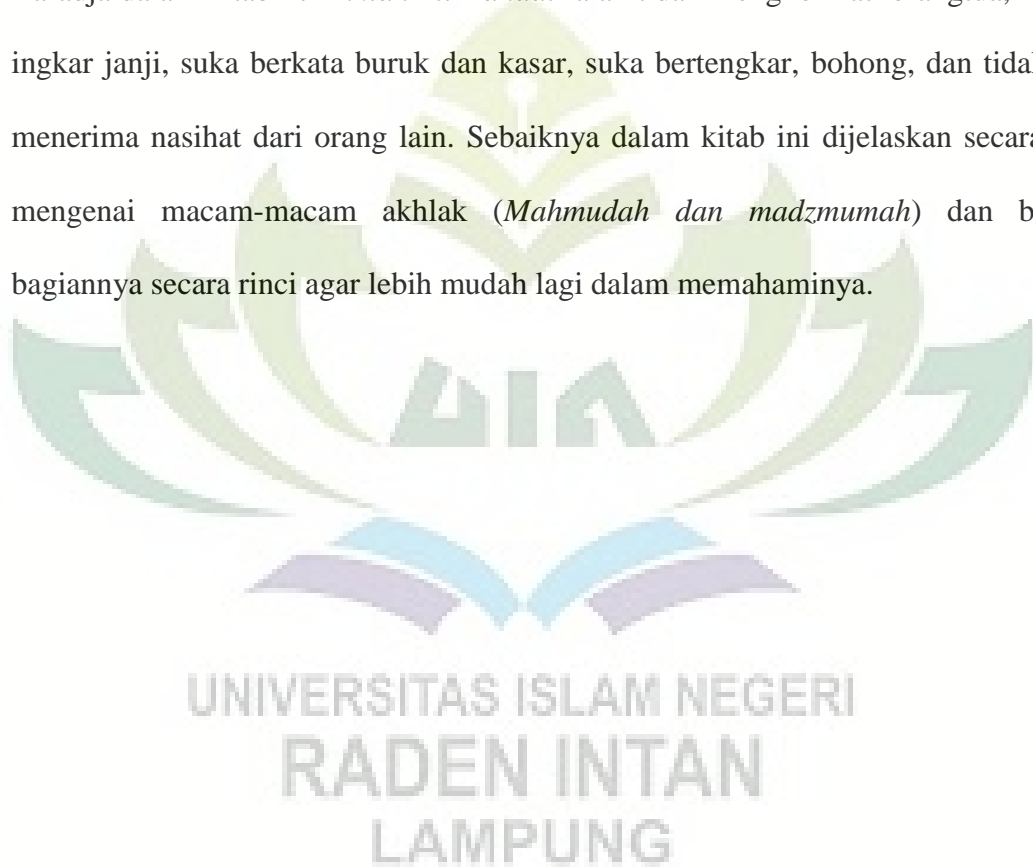 ingkar janji, suka berkata buruk dan kasar, suka bertengkar, bohong, dan
menerima nasihat dari orang lain. Sebaiknya dalam kitab ini dijelaskan
mengenai macam-macam akhlak (Mahmudah dan madzmumah) dan
bagiannya secara rinci agar lebih mudah lagi dalam memahaminya.
UIN
UNIVERSITAS ISLAM NEGERI
RADEN INTAN
LAMPUNG